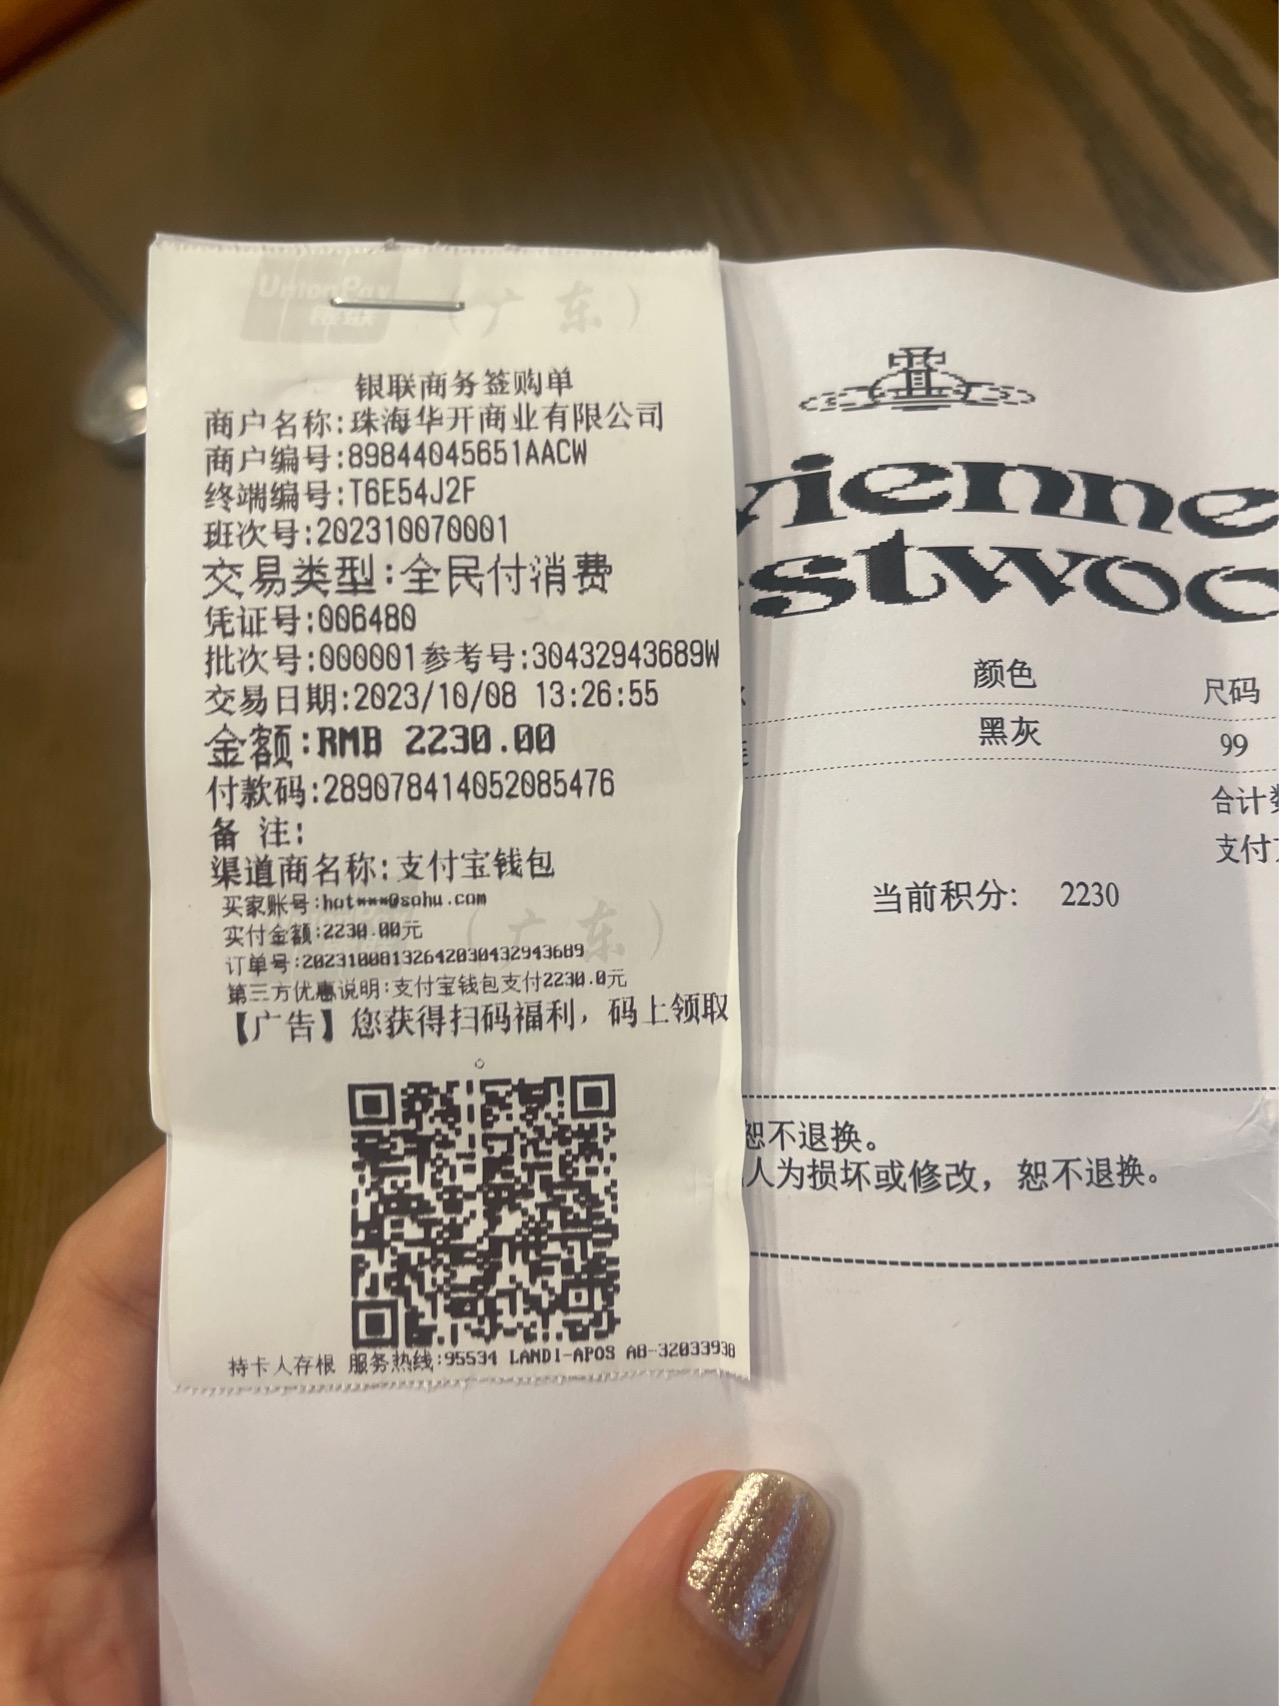 UnionPay
银联
（广东）
银联商务签购单
商户名称:珠海华开商业有限公司
商户编号:89844045651AACW
终端编号:T6E54J2F
班次号:202310070001
交易类型:全民付消费
凭证号:006480
批次号:000001参考号:30432943689W
交易日期:2023/10/08 13:26:55
金额:RMB 2230.00
付款码:289078414052085476
备 注:
渠道商名称:支付宝钱包
买家账号:hot***@sohu.com
实付金额:2230.00元
（广东）
订单号:20231008132642030432943689
第三方优惠说明:支付宝钱包支付2230.0元
【广告】您获得扫码福利，码上领取
持卡人存根 服务热线:95534 LANDI-APOS A8-32033938
vienne
stwoo
颜色 尺码
黑灰 99
合计
支付
当前积分: 2230
恕不退换。
人为损坏或修改，恕不退换。